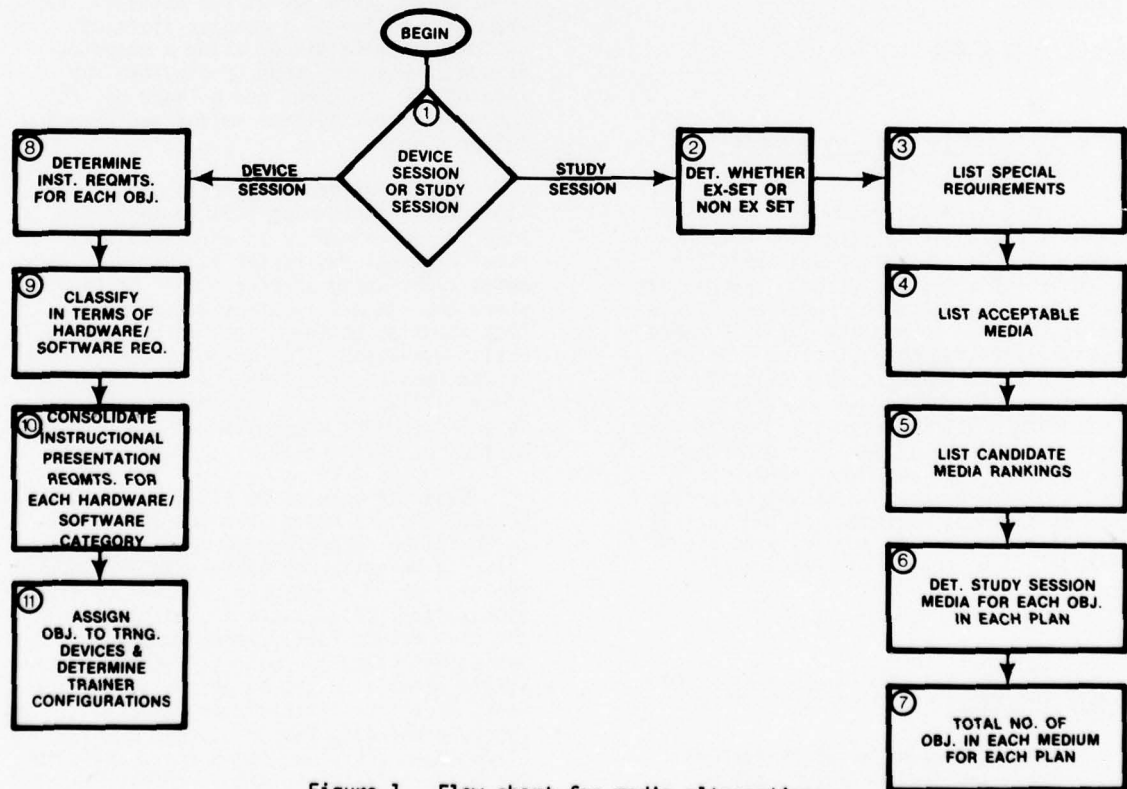 BEGIN
1
DEVICE
SESSION
OR STUDY
SESSION
DEVICE
SESSION
STUDY
SESSION
8
DETERMINE
INST. REQMTS.
FOR EACH OBJ.
9
CLASSIFY
IN TERMS OF
HARDWARE/
SOFTWARE REQ.
10
CONSOLIDATE
INSTRUCTIONAL
PRESENTATION
REQMTS. FOR
EACH HARDWARE/
SOFTWARE
CATEGORY
11
ASSIGN
OBJ. TO TRNG.
DEVICES &
DETERMINE
TRAINER
CONFIGURATIONS
2
DET. WHETHER
EX-SET OR
NON EX SET
3
LIST SPECIAL
REQUIREMENTS
4
LIST ACCEPTABLE
MEDIA
5
LIST CANDIDATE
MEDIA RANKINGS
6
DET. STUDY SESSION
MEDIA FOR EACH OBJ.
IN EACH PLAN
7
TOTAL NO. OF
OBJ. IN EACH MEDIUM
FOR EACH PLAN
Figure 1. Flow chart for media